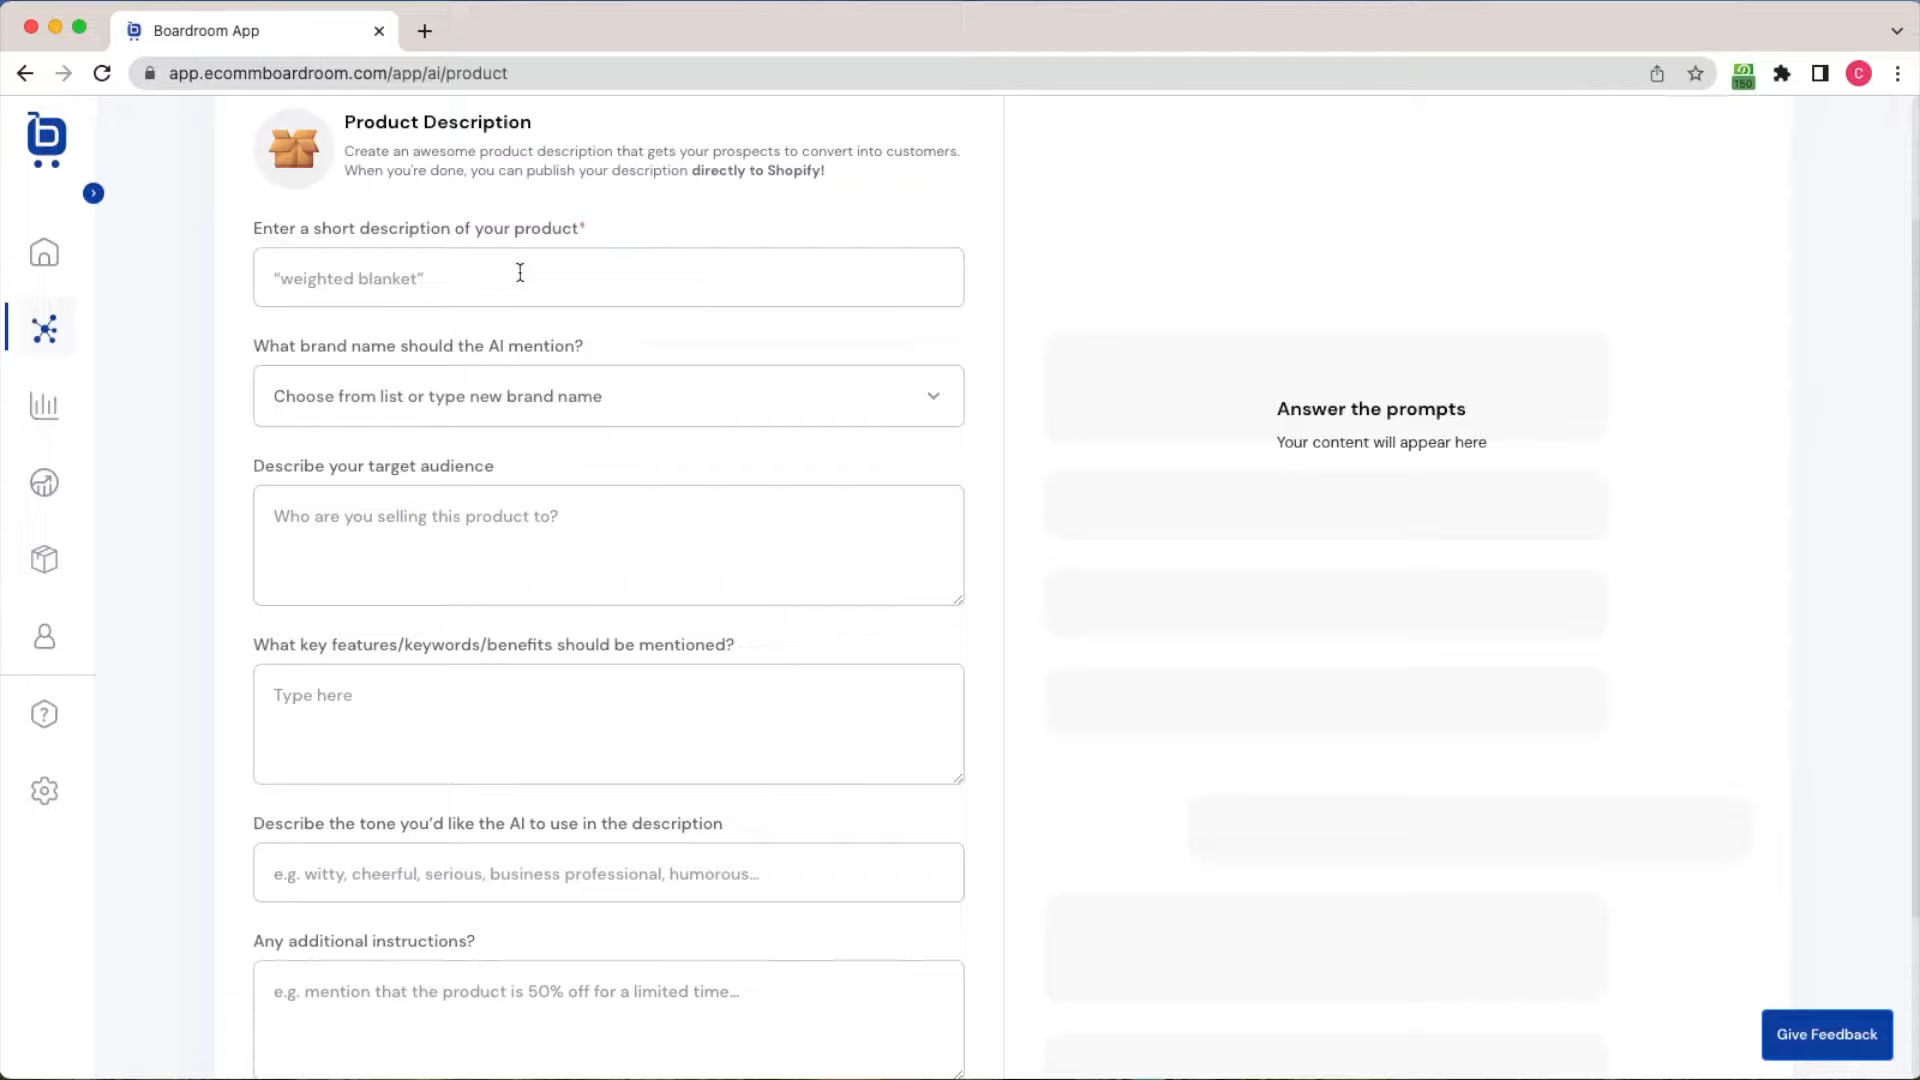 Boardroom App
app.ecommboardroom.com/app/ai/product
150
C
b
Product Description
Create an awesome product description that gets your prospects to convert into customers.
When you're done, you can publish your description directly to Shopify!
Enter a short description of your product*
"weighted blanket"
What brand name should the AI mention?
Choose from list or type new brand name
Describe your target audience
Who are you selling this product to?
What key features/keywords/benefits should be mentioned?
Type here
Describe the tone you'd like the AI to use in the description
e.g. witty, cheerful, serious, business professional, humorous...
Any additional instructions?
e.g. mention that the product is 50% off for a limited time...
Answer the prompts
Your content will appear here
Give Feedback